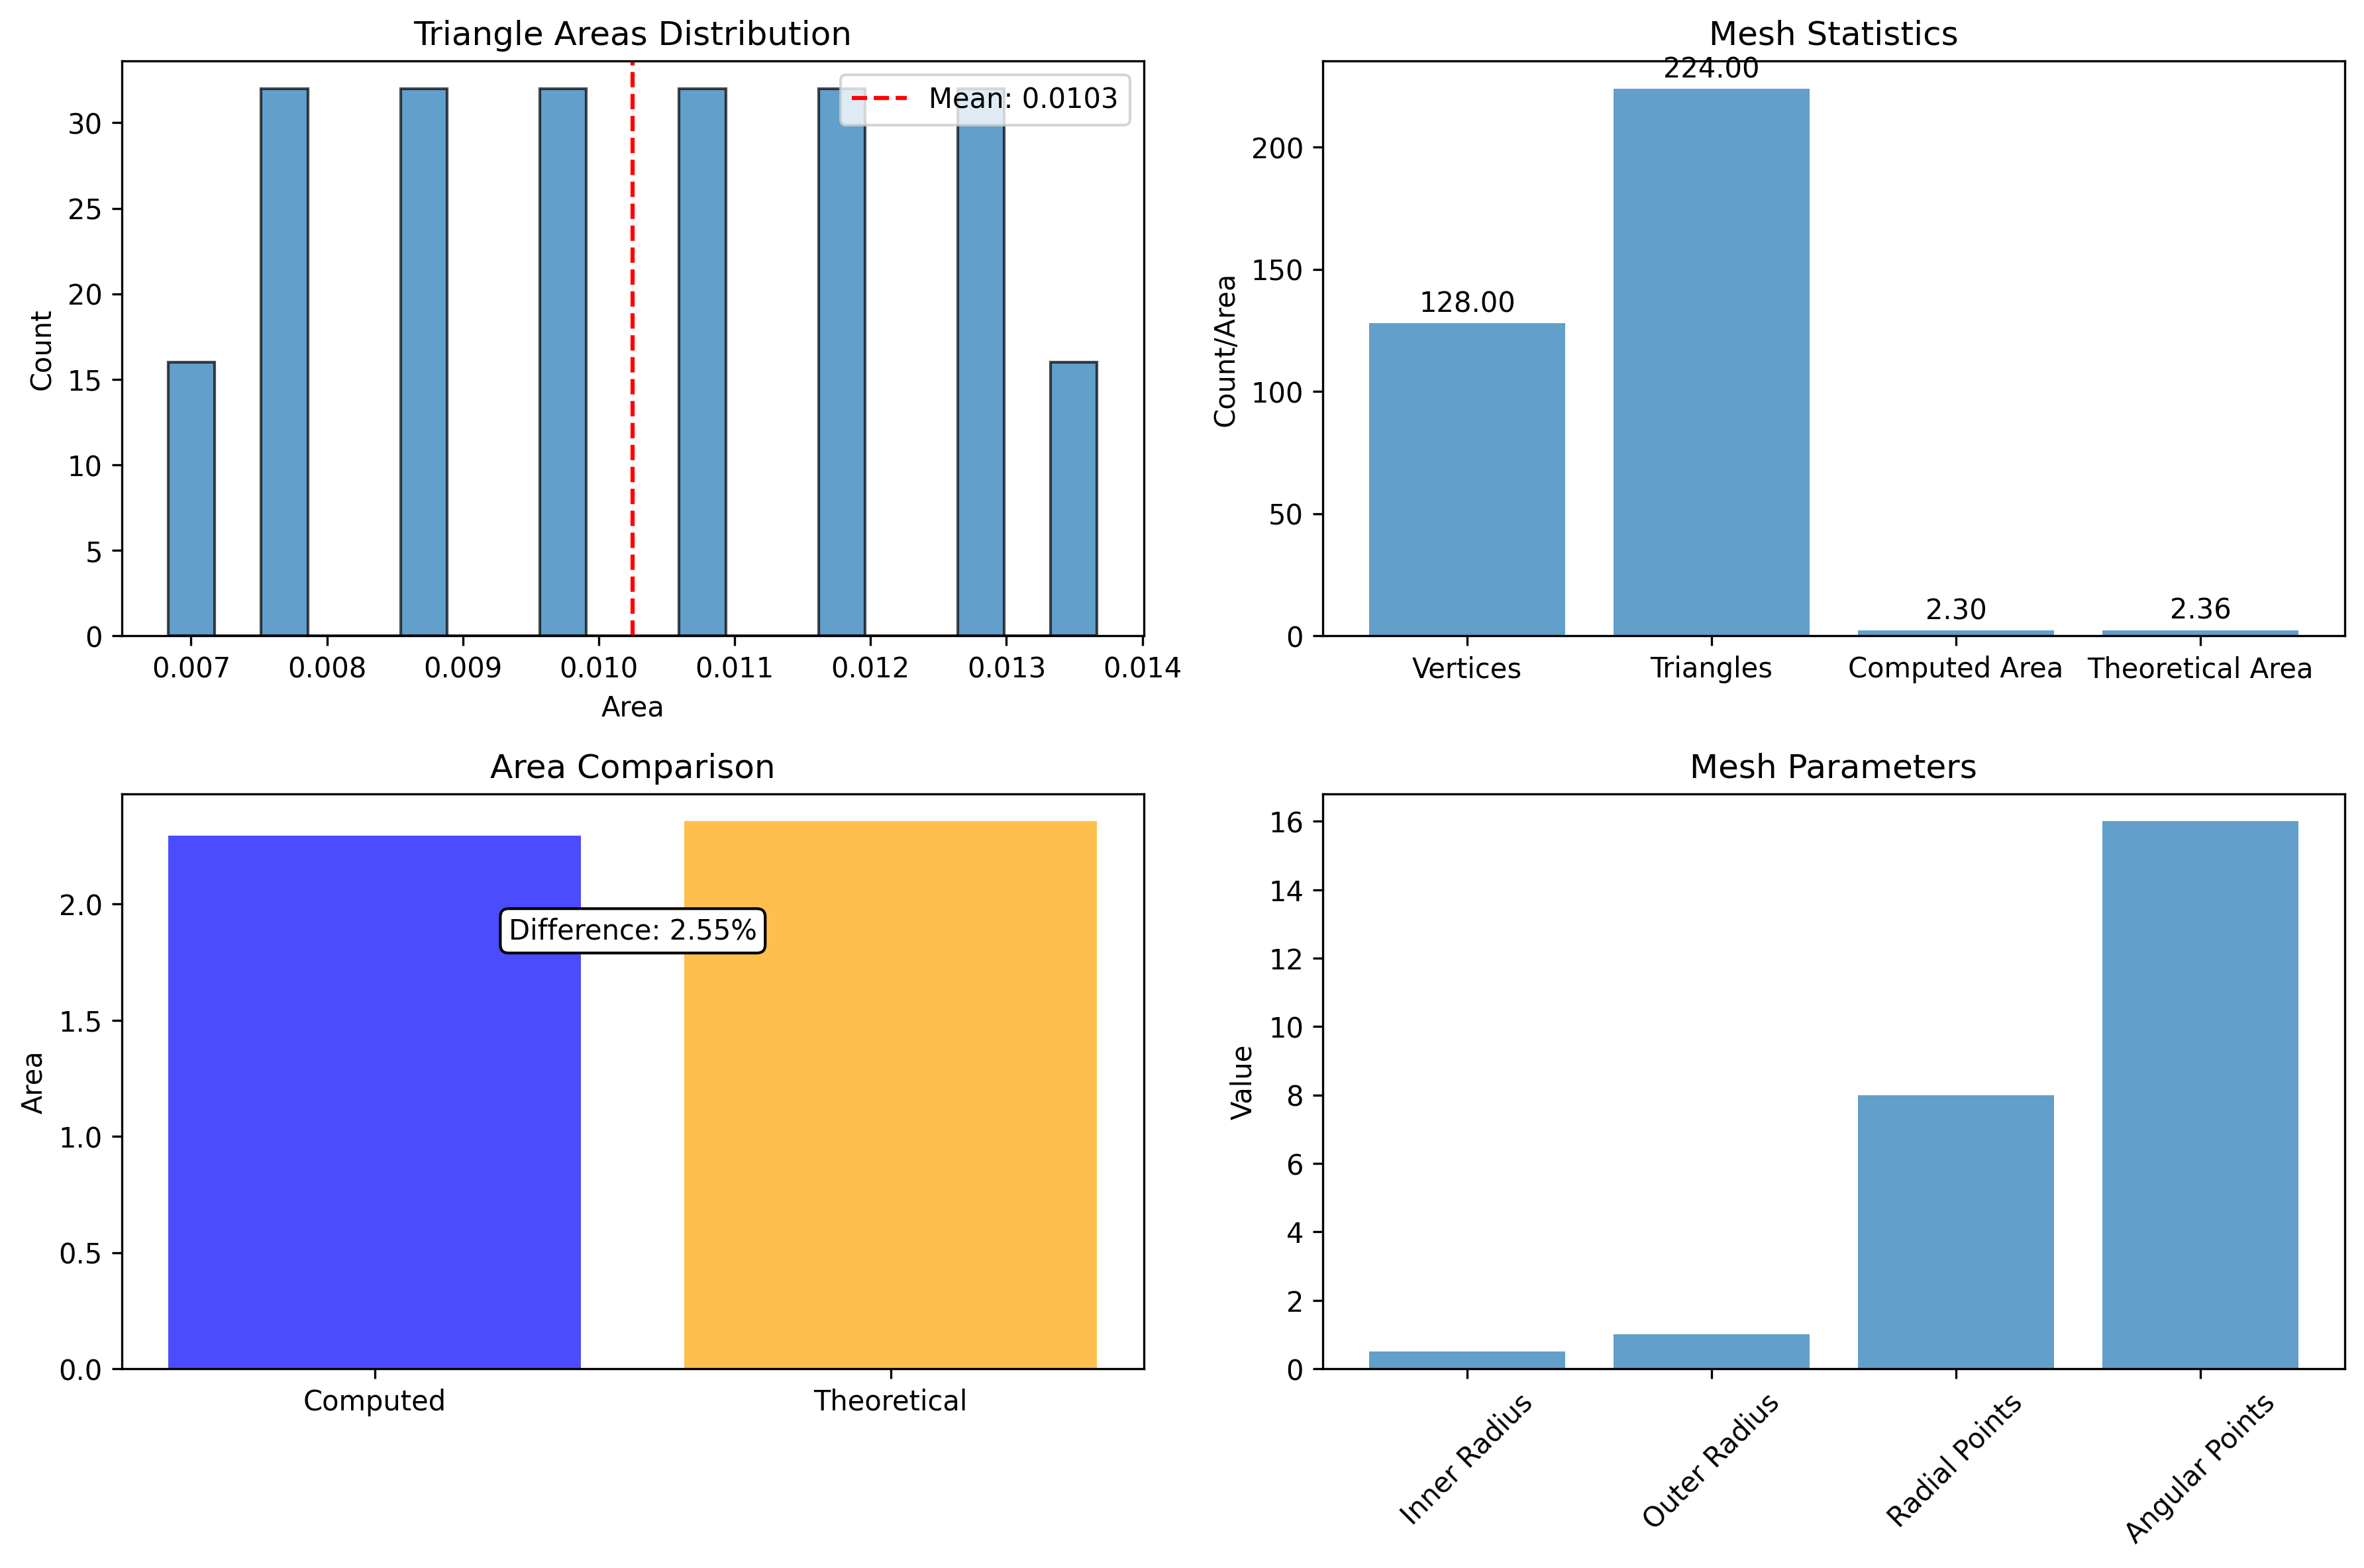 Triangle Areas Distribution
Count
30
25
20
15
10
5
0
Mean: 0.0103
0.007 0.008 0.009 0.010 0.011 0.012 0.013 0.014
Area
Mesh Statistics
Count/Area
200
150
100
50
0
128.00
224.00
2.30
2.36
Vertices Triangles Computed Area Theoretical Area
Area Comparison
Area
2.0
1.5
1.0
0.5
0.0
Difference: 2.55%
Computed Theoretical
Mesh Parameters
Value
16
14
12
10
8
6
4
2
0
Inner Radius
Outer Radius
Radial Points
Angular Points